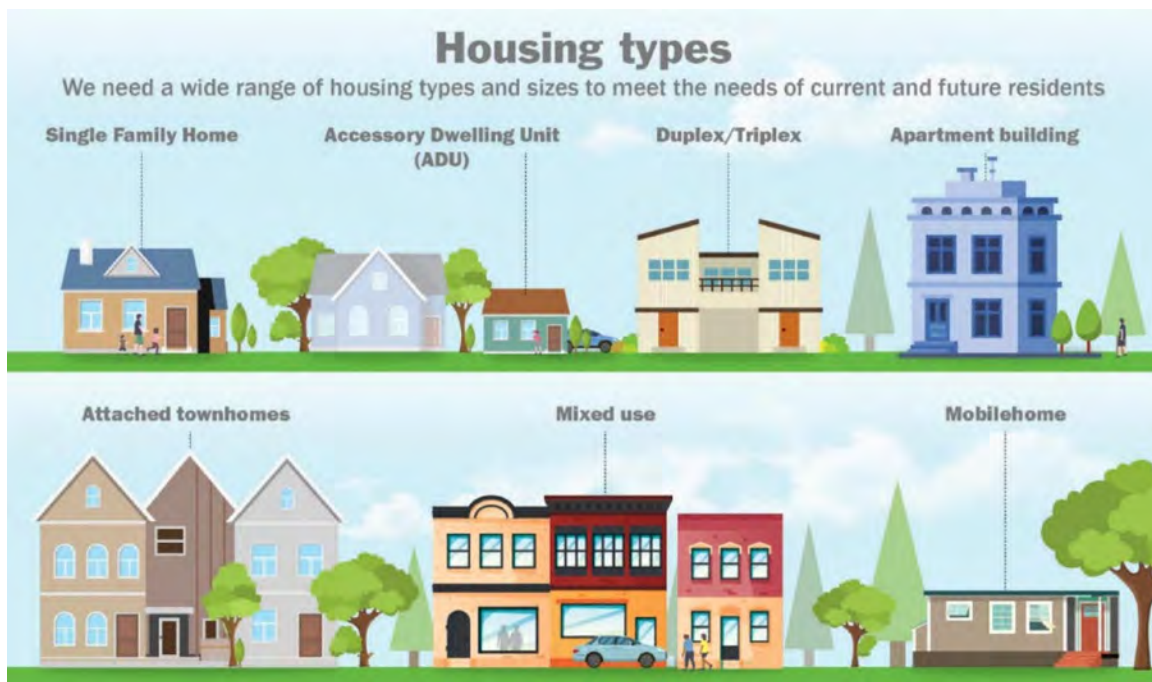 Housing types
We need a wide range of housing types and sizes to meet the needs of current and future residents
Single Family Home
Accessory Dwelling Unit
(ADU)
Duplex/Triplex
Apartment building
Attached townhomes
Mixed use
Mobilehome